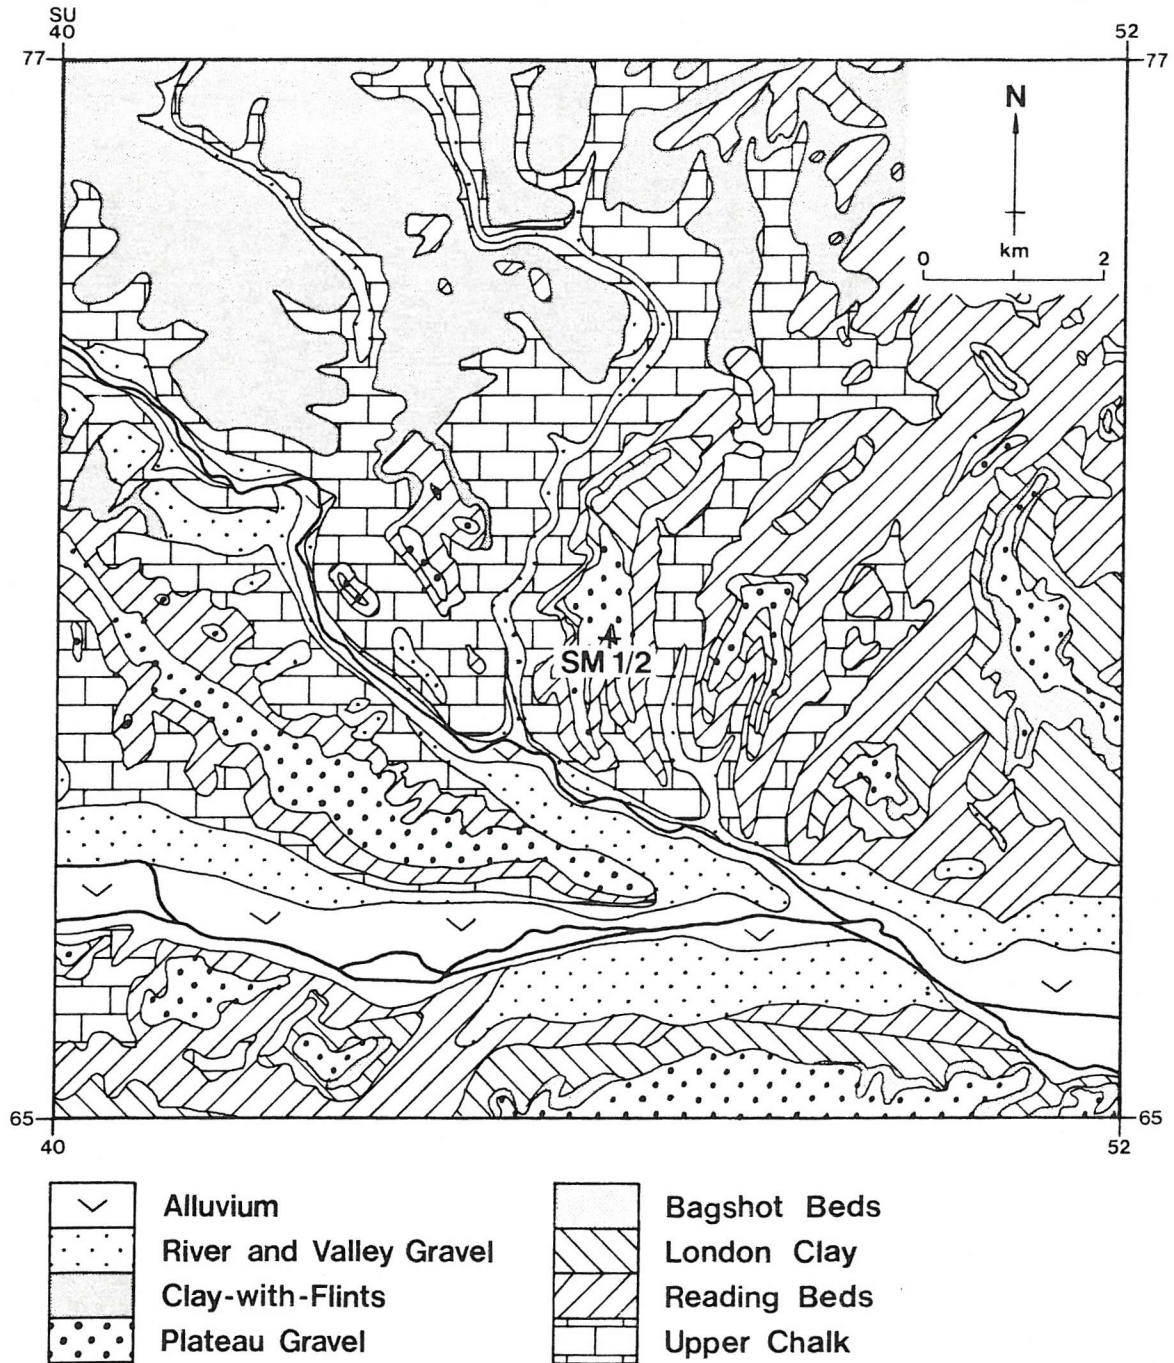 SU
40
52
77
77
N
km
0
2
SM 1/2
65
65
40
52
Alluvium
River and Valley Gravel
Clay-with-Flints
Plateau Gravel
Bagshot Beds
London Clay
Reading Beds
Upper Chalk